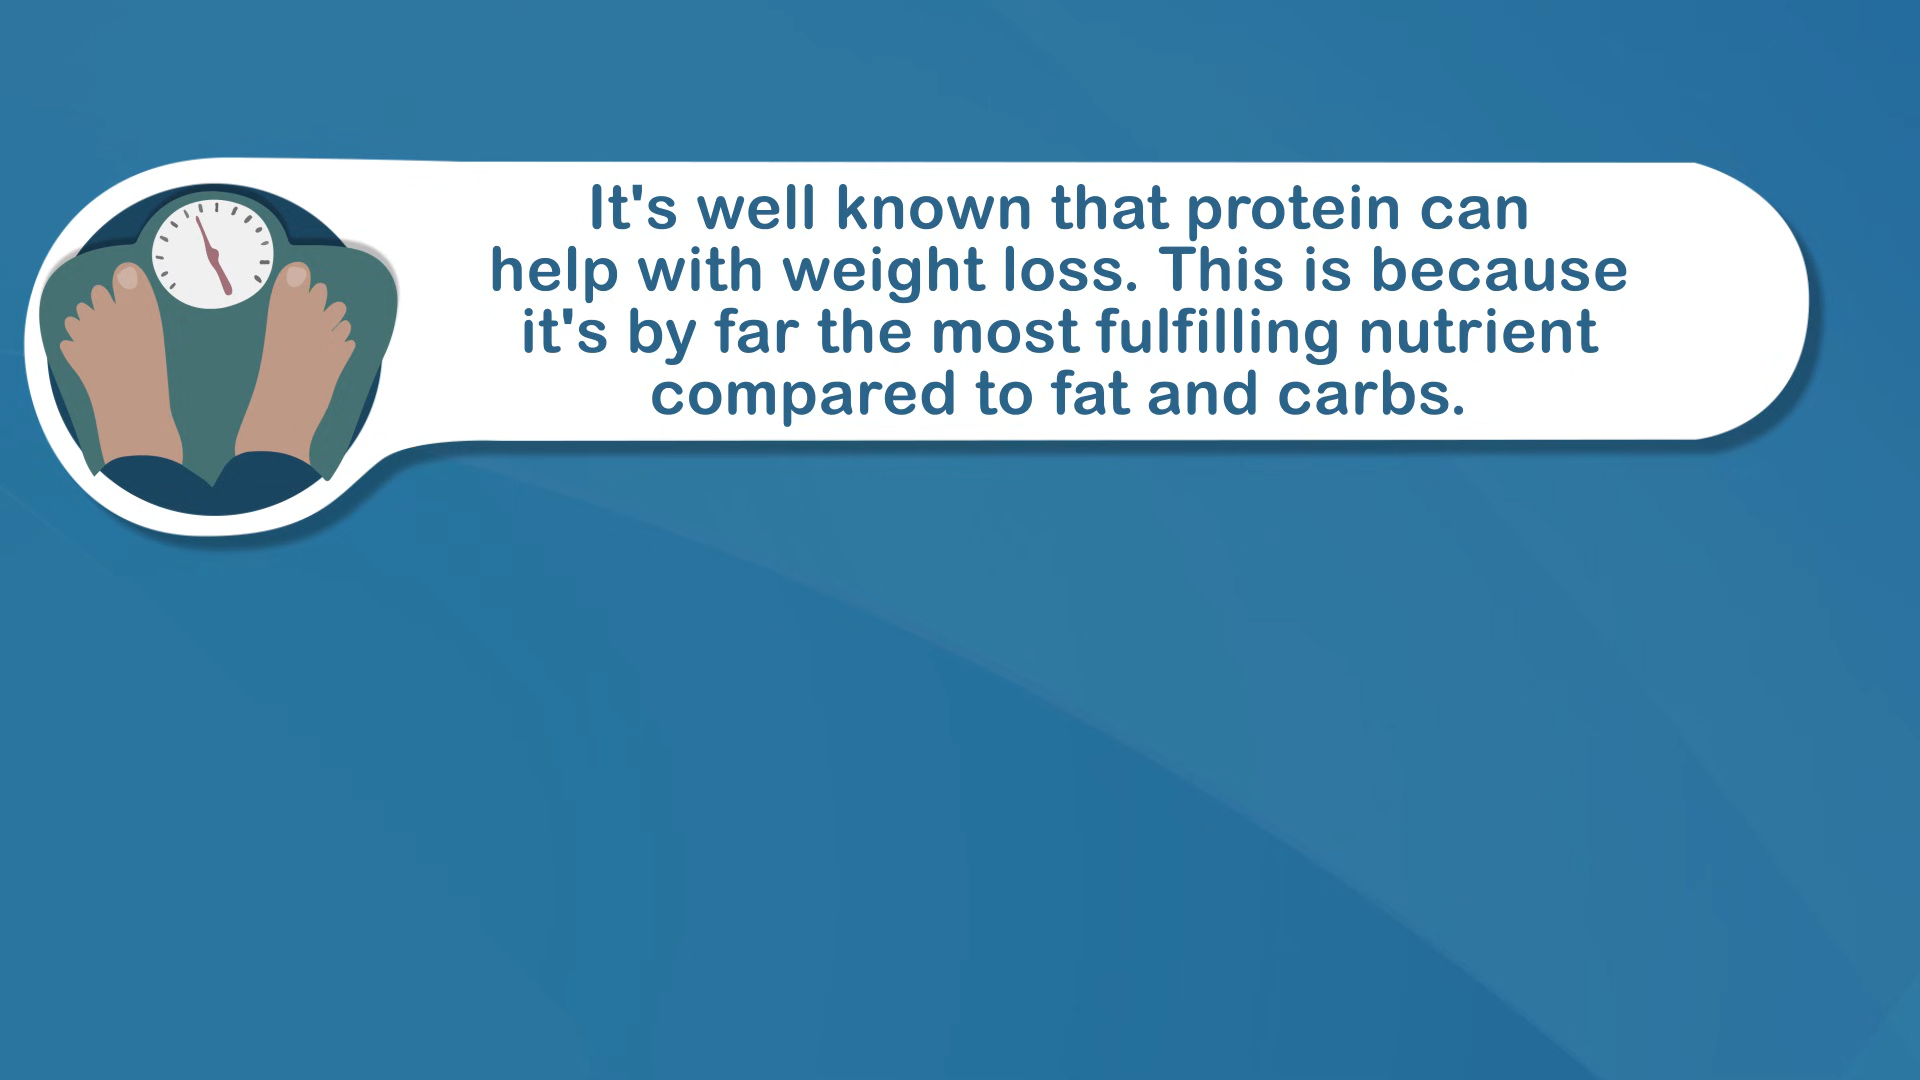 It's well known that protein can
help with weight loss. This is because
it's by far the most fulfilling nutrient
compared to fat and carbs.